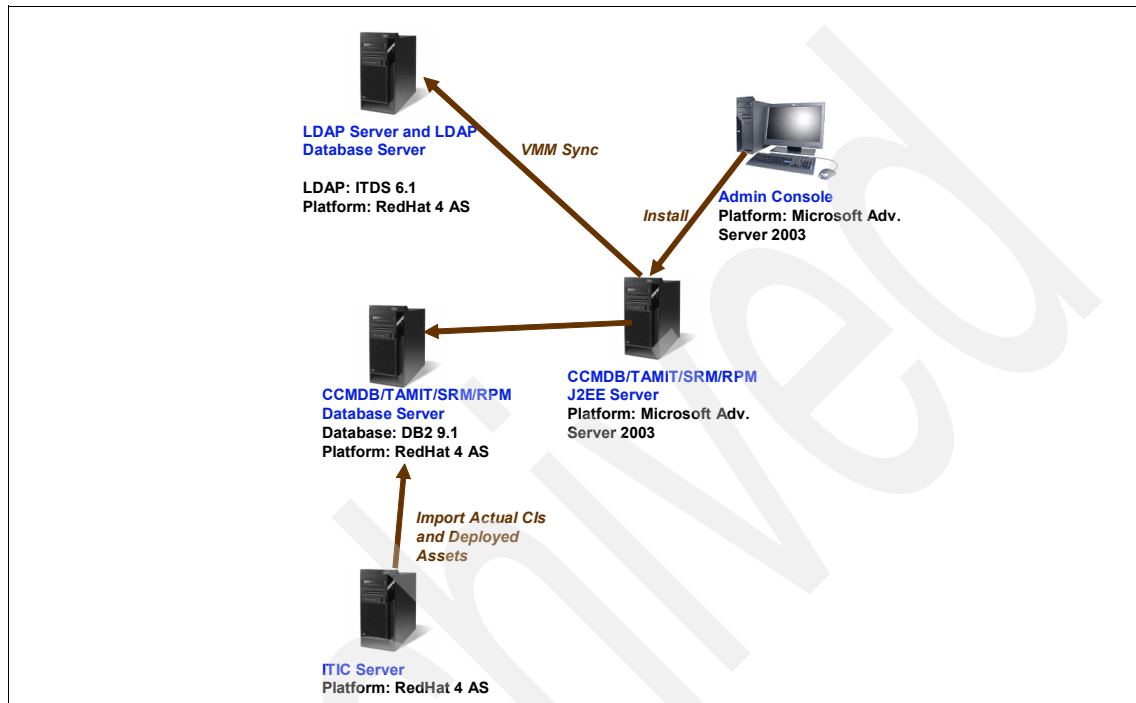 LDAP Server and LDAP
Database Server
LDAP: ITDS 6.1
Platform: RedHat 4 AS
VMM Sync
Install
Admin Console
Platform: Microsoft Adv.
Server 2003
CCMDB/TAMIT/SRM/RPM
Database Server
Database: DB2 9.1
Platform: RedHat 4 AS
CCMDB/TAMIT/SRM/RPM
J2EE Server
Platform: Microsoft Adv.
Server 2003
Import Actual CIs
and Deployed
Assets
ITIC Server
Platform: RedHat 4 AS
hived